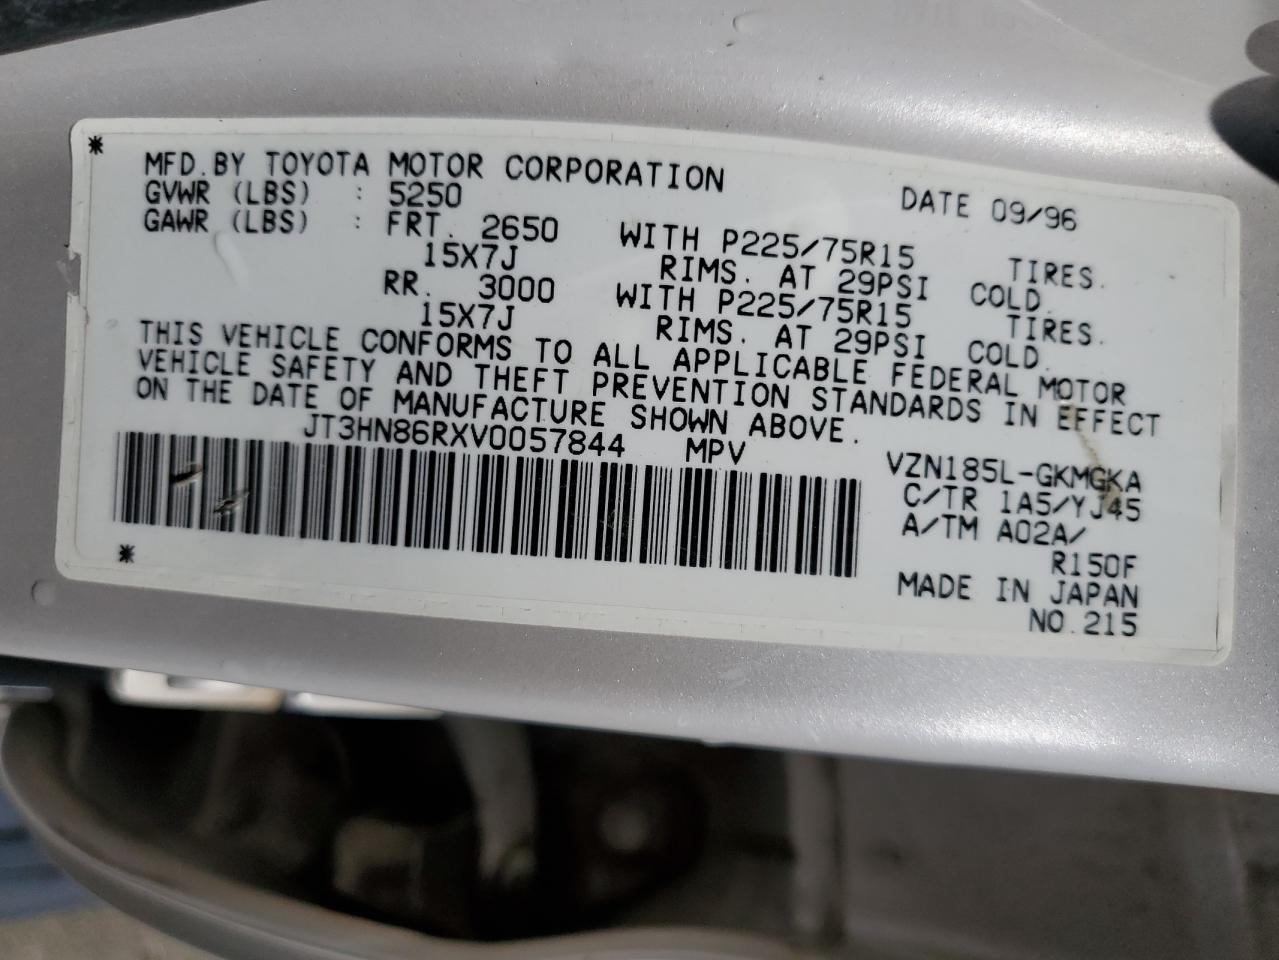 MFD.BY TOYOTA MOTOR CORPORATION DATE 09/96
GVWR (LBS) : 5250
GAWR (LBS) : FRT. 2650 WITH P225/75R15 TIRES.
15X7J RIMS. AT 29PSI COLD.
RR. 3000 WITH P225/75R15 TIRES.
15X7J RIMS. AT 29PSI COLD.
THIS VEHICLE CONFORMS TO ALL APPLICABLE FEDERAL MOTOR
VEHICLE SAFETY AND THEFT PREVENTION STANDARDS IN EFFECT
ON THE DATE OF MANUFACTURE SHOWN ABOVE.
JT3HN86RXV0057844 MPV
VZN185L-GKMGKA
C/TR 1A5/YJ45
A/TM A02A/
R150F
MADE IN JAPAN
NO.215